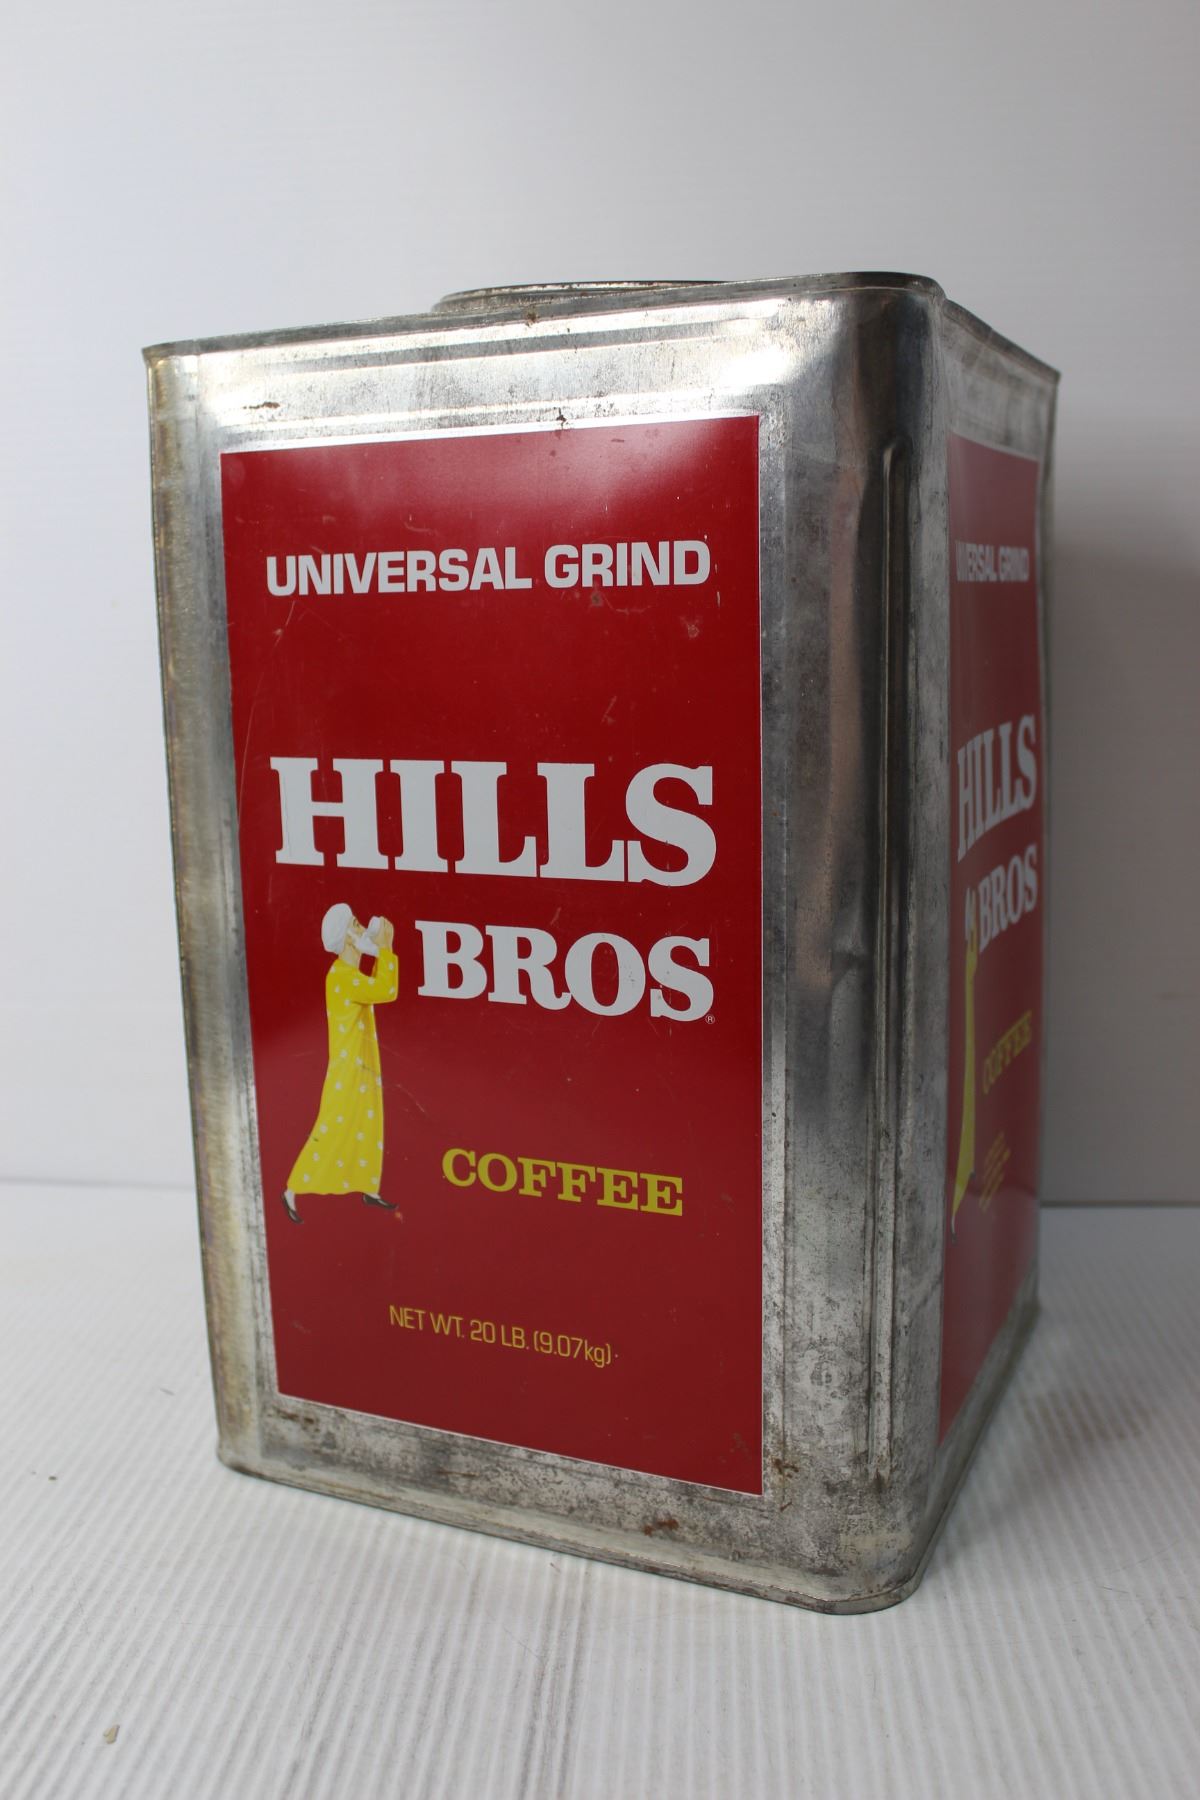 UNIVERSAL GRIND
HILLS
BROS
®
COFFEE
NET WT. 20 LB. (9.07kg)
UNIVERSAL GRIND
HILLS
BROS
COFFEE